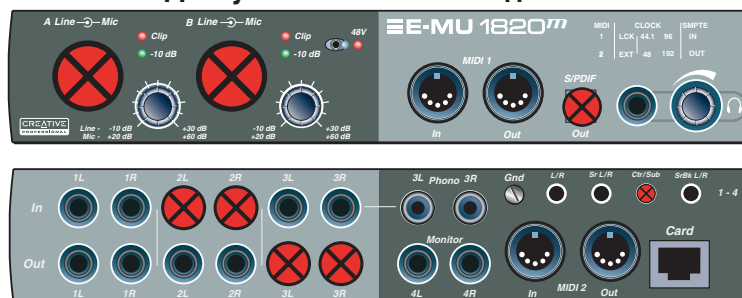 A Line Mic B Line Mic
Clip Clip 48V
-10 dB -10 dB
E-MU 1820m
MIDI CLOCK SMPTE
1 LCK 44.1 96 IN
2 EXT 48 192 OUT
MIDI 1
S/PDIF
In Out Out
CREATIVE
PROFESSIONAL
Line - -10 dB +30 dB -10 dB +30 dB
Mic - +20 dB +60 dB +20 dB +60 dB
1L 1R 2L 2R 3L 3R
3L Phono 3R Gnd L/R Sr L/R Ctr/Sub SrBk L/R
In
1 - 4
Monitor
Card
Out
4L 4R
In MIDI 2 Out
1L 1R 2L 2R 3L 3R